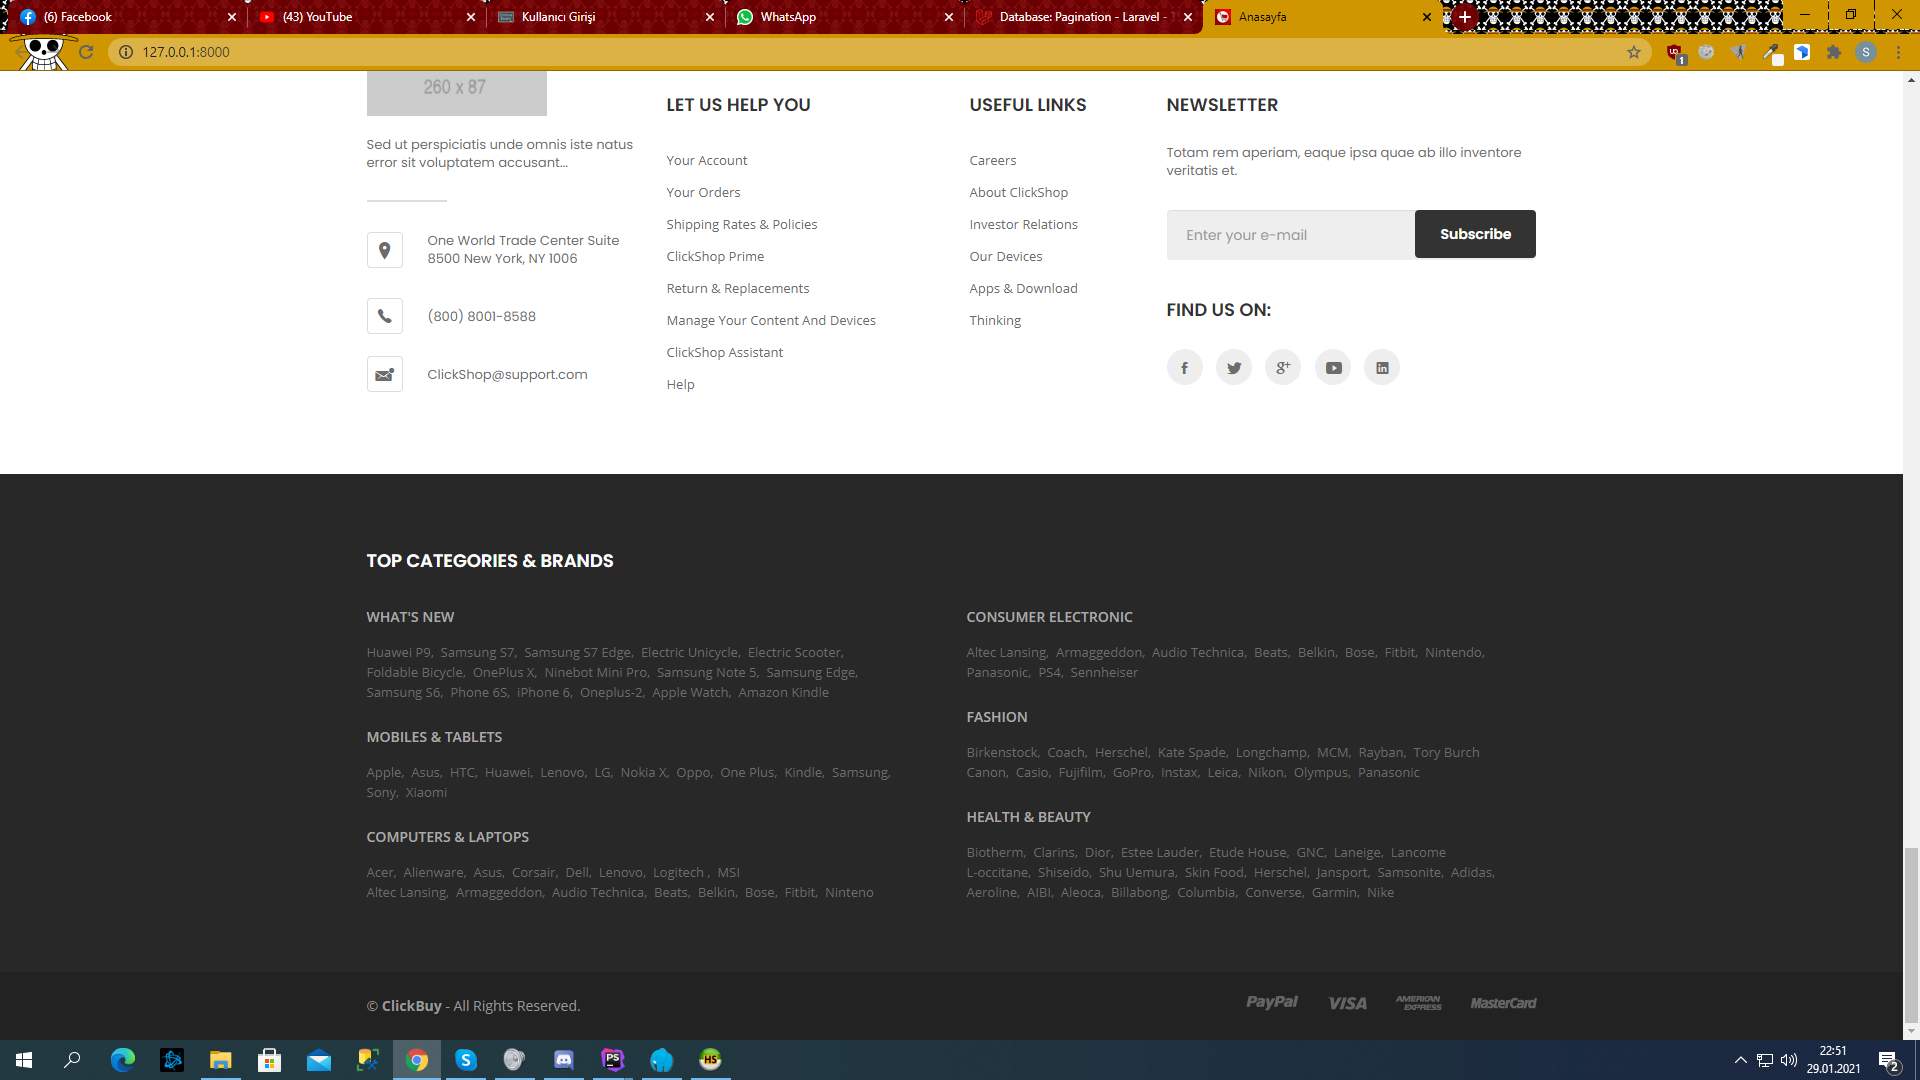 (6) Facebook
(43) YouTube
Kullanıcı Girişi
WhatsApp
Database: Pagination - Laravel -
Anasayfa
127.0.0.1:8000
S
1
260 x 87
Sed ut perspiciatis unde omnis iste natus
error sit voluptatem accusant...
One World Trade Center Suite
8500 New York, NY 1006
(800) 8001-8588
ClickShop@support.com
LET US HELP YOU
Your Account
Your Orders
Shipping Rates & Policies
ClickShop Prime
Return & Replacements
Manage Your Content And Devices
ClickShop Assistant
Help
USEFUL LINKS
Careers
About ClickShop
Investor Relations
Our Devices
Apps & Download
Thinking
NEWSLETTER
Totam rem aperiam, eaque ipsa quae ab illo inventore
veritatis et.
Enter your e-mail
Subscribe
FIND US ON:
TOP CATEGORIES & BRANDS
WHAT'S NEW
Huawei P9, Samsung S7, Samsung S7 Edge, Electric Unicycle, Electric Scooter,
Foldable Bicycle, OnePlus X, Ninebot Mini Pro, Samsung Note 5, Samsung Edge,
Samsung S6, Phone 6S, iPhone 6, Oneplus-2, Apple Watch, Amazon Kindle
MOBILES & TABLETS
Apple, Asus, HTC, Huawei, Lenovo, LG, Nokia X, Oppo, One Plus, Kindle, Samsung,
Sony, Xiaomi
COMPUTERS & LAPTOPS
Acer, Alienware, Asus, Corsair, Dell, Lenovo, Logitech , MSI
Altec Lansing, Armaggeddon, Audio Technica, Beats, Belkin, Bose, Fitbit, Ninteno
CONSUMER ELECTRONIC
Altec Lansing, Armaggeddon, Audio Technica, Beats, Belkin, Bose, Fitbit, Nintendo,
Panasonic, PS4, Sennheiser
FASHION
Birkenstock, Coach, Herschel, Kate Spade, Longchamp, MCM, Rayban, Tory Burch
Canon, Casio, Fujifilm, GoPro, Instax, Leica, Nikon, Olympus, Panasonic
HEALTH & BEAUTY
Biotherm, Clarins, Dior, Estee Lauder, Etude House, GNC, Laneige, Lancome
L-occitane, Shiseido, Shu Uemura, Skin Food, Herschel, Jansport, Samsonite, Adidas,
Aeroline, AIBI, Aleoca, Billabong, Columbia, Converse, Garmin, Nike
© ClickBuy - All Rights Reserved.
PayPal
VISA
AMERICAN
EXPRESS
MasterCard
PS
HS
22:51
29.01.2021
2